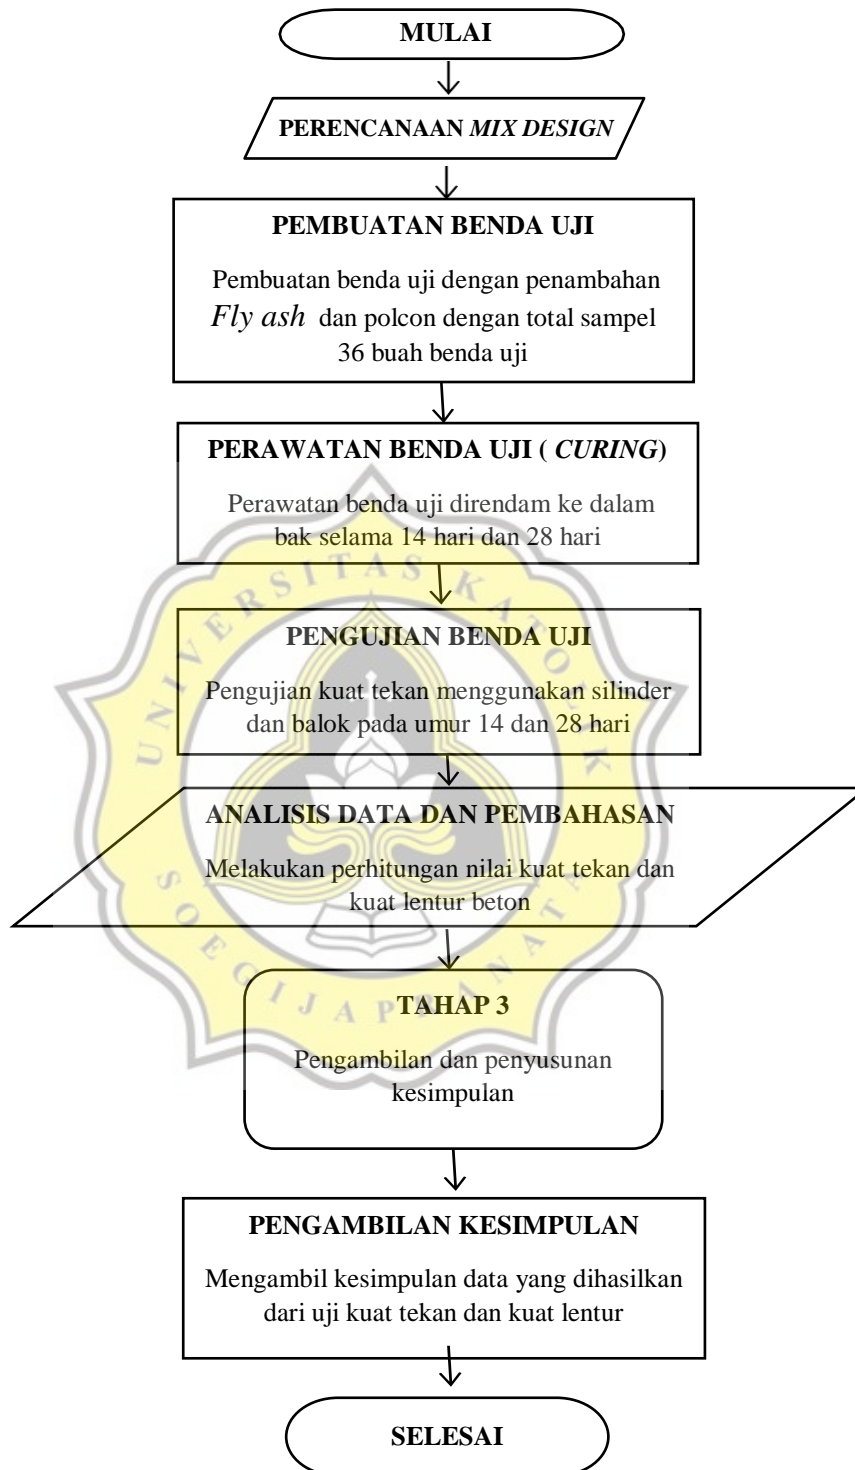 MULAI
PERENCANAAN MIX DESIGN
PEMBUATAN BENDA UJI
Pembuatan benda uji dengan penambahan
Fly ash dan polcon dengan total sampel
36 buah benda uji
PERAWATAN BENDA UJI ( CURING)
Perawatan benda uji direndam ke dalam
bak selama 14 hari dan 28 hari
PENGUJIAN BENDA UJI
Pengujian kuat tekan menggunakan silinder
dan balok pada umur 14 dan 28 hari
ANALISIS DATA DAN PEMBAHASAN
Melakukan perhitungan nilai kuat tekan dan
kuat lentur beton
TAHAP 3
Pengambilan dan penyusunan
kesimpulan
PENGAMBILAN KESIMPULAN
Mengambil kesimpulan data yang dihasilkan
dari uji kuat tekan dan kuat lentur
SELESAI
UNIVERSITAS KATOLIK
SOEGIJAPRANATA